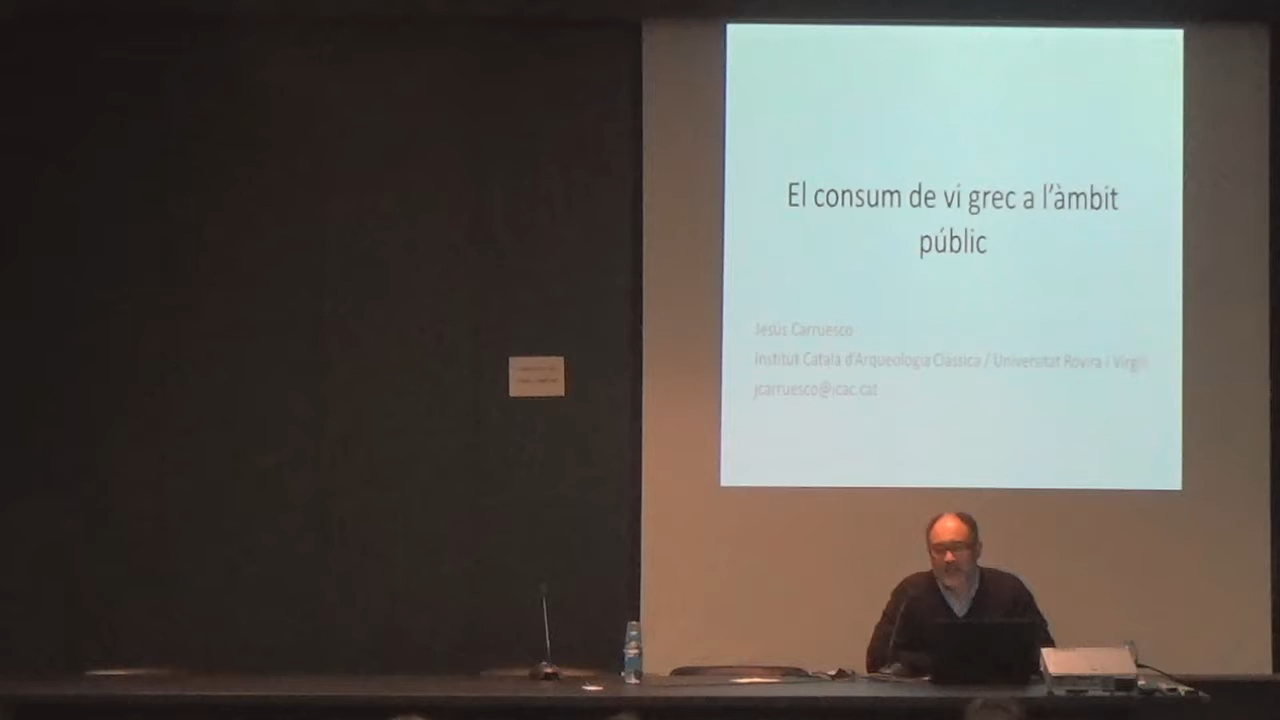 El consum de vi grec a l'àmbit
públic
Jesús Carruesco
Institut Català d'Arqueologia Clàssica / Universitat Rovira i Virgili
jcarruesco@icac.cat